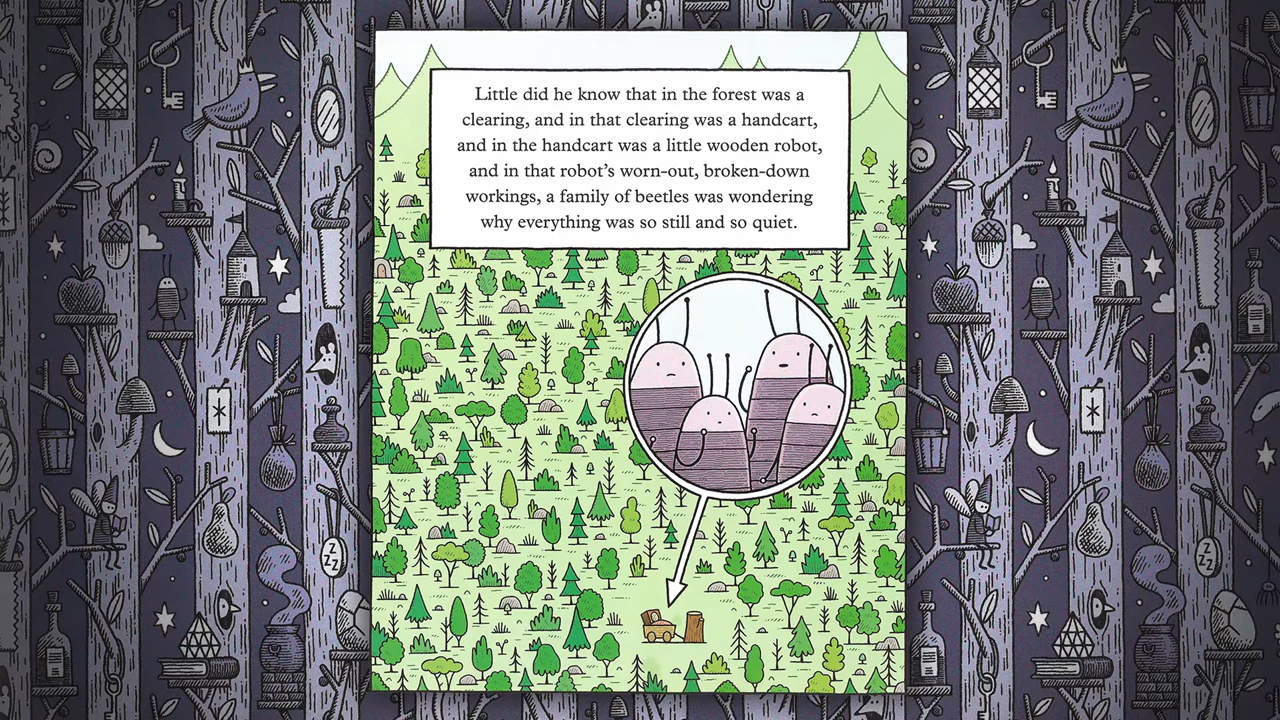 Little did he know that in the forest was a
clearing, and in that clearing was a handcart,
and in the handcart was a little wooden robot,
and in that robot's worn-out, broken-down
workings, a family of beetles was wondering
why everything was so still and so quiet.
Z
Z
Z
Z
Z
Z